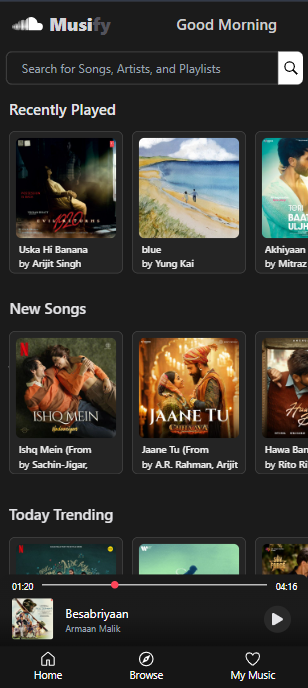 Musify
Good Morning
Search for Songs, Artists, and Playlists
Recently Played
1920
Uska Hi Banana
by Arijit Singh
blue
by Yung Kai
Akhiyaan
by Mitraz
New Songs
ISHQ MEIN
Nadaaniyan
Ishq Mein (From
by Sachin-Jigar,
JAANE TU
CHHAAVA
Jaane Tu (From
by A.R. Rahman, Arijit
Hawa Ban
by Rito Ri
Today Trending
01:20
04:16
Besabriyaan
Armaan Malik
Home
Browse
My Music